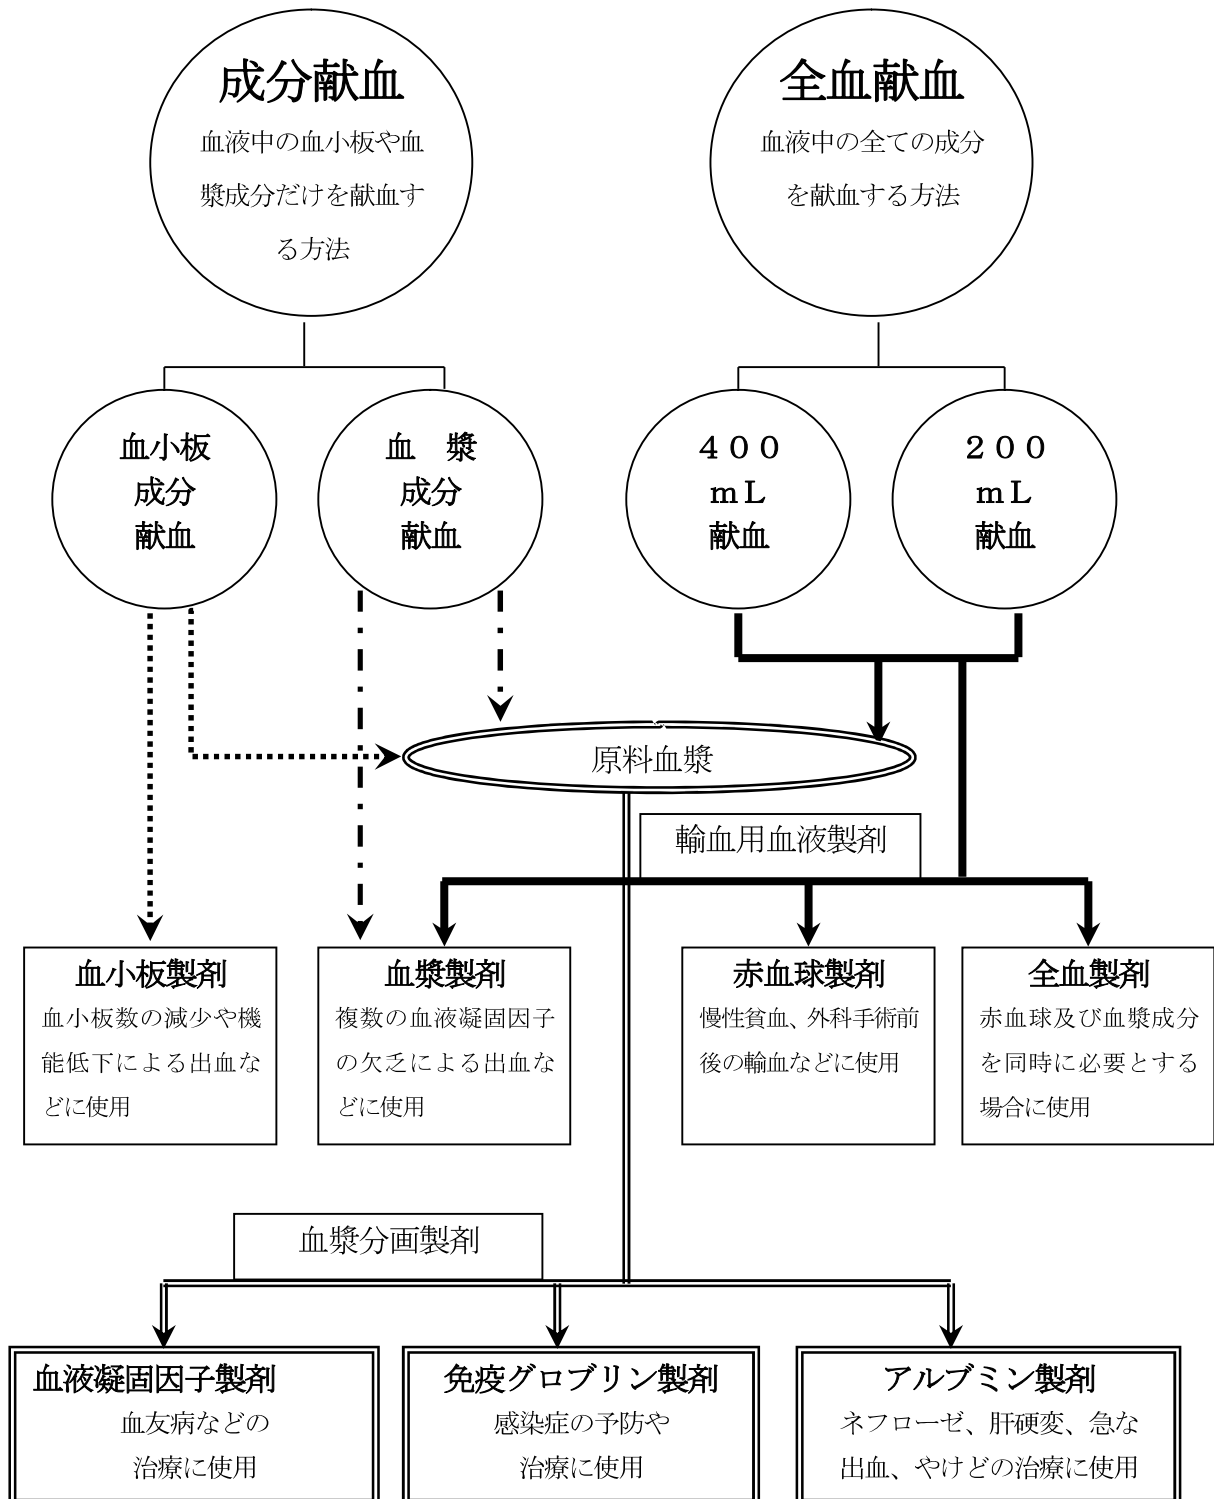 成分献血
血液中の血小板や血
漿成分だけを献血す
る方法
全血献血
血液中の全ての成分
を献血する方法
血小板
成分
献血
血　漿
成分
献血
４００
ｍＬ
献血
２００
ｍＬ
献血
原料血漿
輸血用血液製剤
血小板製剤
血小板数の減少や機
能低下による出血な
どに使用
血漿製剤
複数の血液凝固因子
の欠乏による出血な
どに使用
赤血球製剤
慢性貧血、外科手術前
後の輸血などに使用
全血製剤
赤血球及び血漿成分
を同時に必要とする
場合に使用
血漿分画製剤
血液凝固因子製剤
血友病などの
治療に使用
免疫グロブリン製剤
感染症の予防や
治療に使用
アルブミン製剤
ネフローゼ、肝硬変、急な
出血、やけどの治療に使用